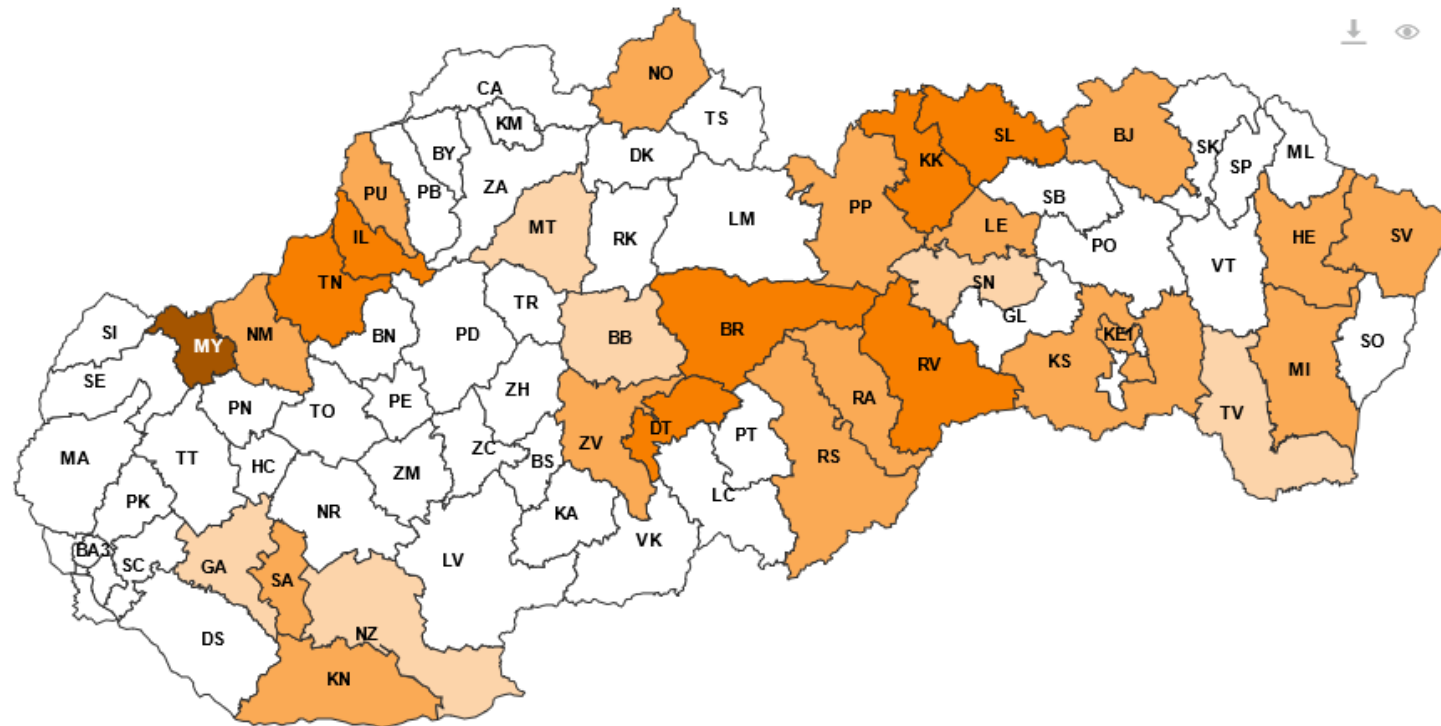 NO
CA
TS
KM
SL
BJ
BY
DK
SK
ML
KK
SP
ZA
PU
PB
PP
SB
LM
LE
MT
RK
IL
PO
HE
SV
VT
TN
SN
TR
GL
SI
NM
BN
PD
BB
BR
KE1
MY
SO
KS
RV
MI
SE
PN
TO
PE
ZH
RA
TV
DT
PT
ZV
MA
TT
HC
ZC
RS
BS
ZM
PK
LC
NR
KA
VK
BA3
SC
LV
GA
SA
NZ
DS
KN